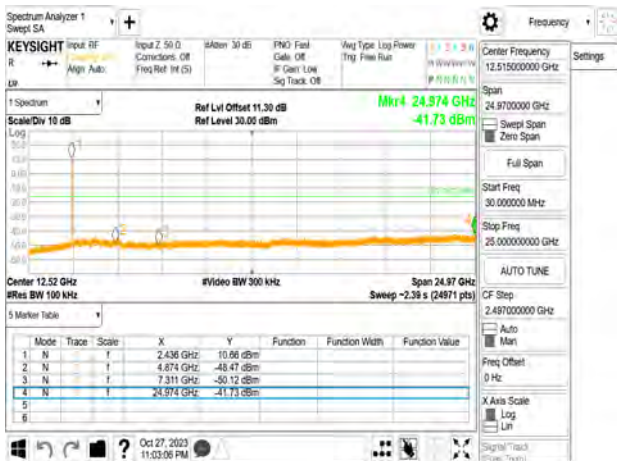 Spectrum Analyzer 1
Swept SA
+
Frequency
KEYSIGHT
Input: RF
Input Z: 50 Ω
#Atten: 30 dB
PNO: Fast
Avg Type: Log Power
R
Align: Auto
Corrections: Off
Freq Ref: Int (S)
Gate: Off
IF Gain: Low
Sig Track: Off
Trig: Free Run
Center Frequency
12.515000000 GHz
Settings
Span
24.9700000 GHz
Swept Span
Zero Span
Full Span
Start Freq
30.000000 MHz
Stop Freq
25.000000000 GHz
AUTO TUNE
CF Step
2.497000000 GHz
Auto
Man
Freq Offset
0 Hz
X Axis Scale
Log
Lin
Signal Track
1 Spectrum
Scale/Div 10 dB
Ref Lvl Offset 11.30 dB
Ref Level 30.00 dBm
Mkr4 24.974 GHz
-41.73 dBm
Log
Center 12.52 GHz
#Res BW 100 kHz
#Video BW 300 kHz
Span 24.97 GHz
Sweep ~2.39 s (24971 pts)
5 Marker Table
Mode Trace Scale X Y Function Function Width Function Value
1 N f 2.436 GHz 10.66 dBm
2 N f 4.874 GHz -48.47 dBm
3 N f 7.311 GHz -50.12 dBm
4 N f 24.974 GHz -41.73 dBm
5
6
?
Oct 27, 2023
11:03:06 PM